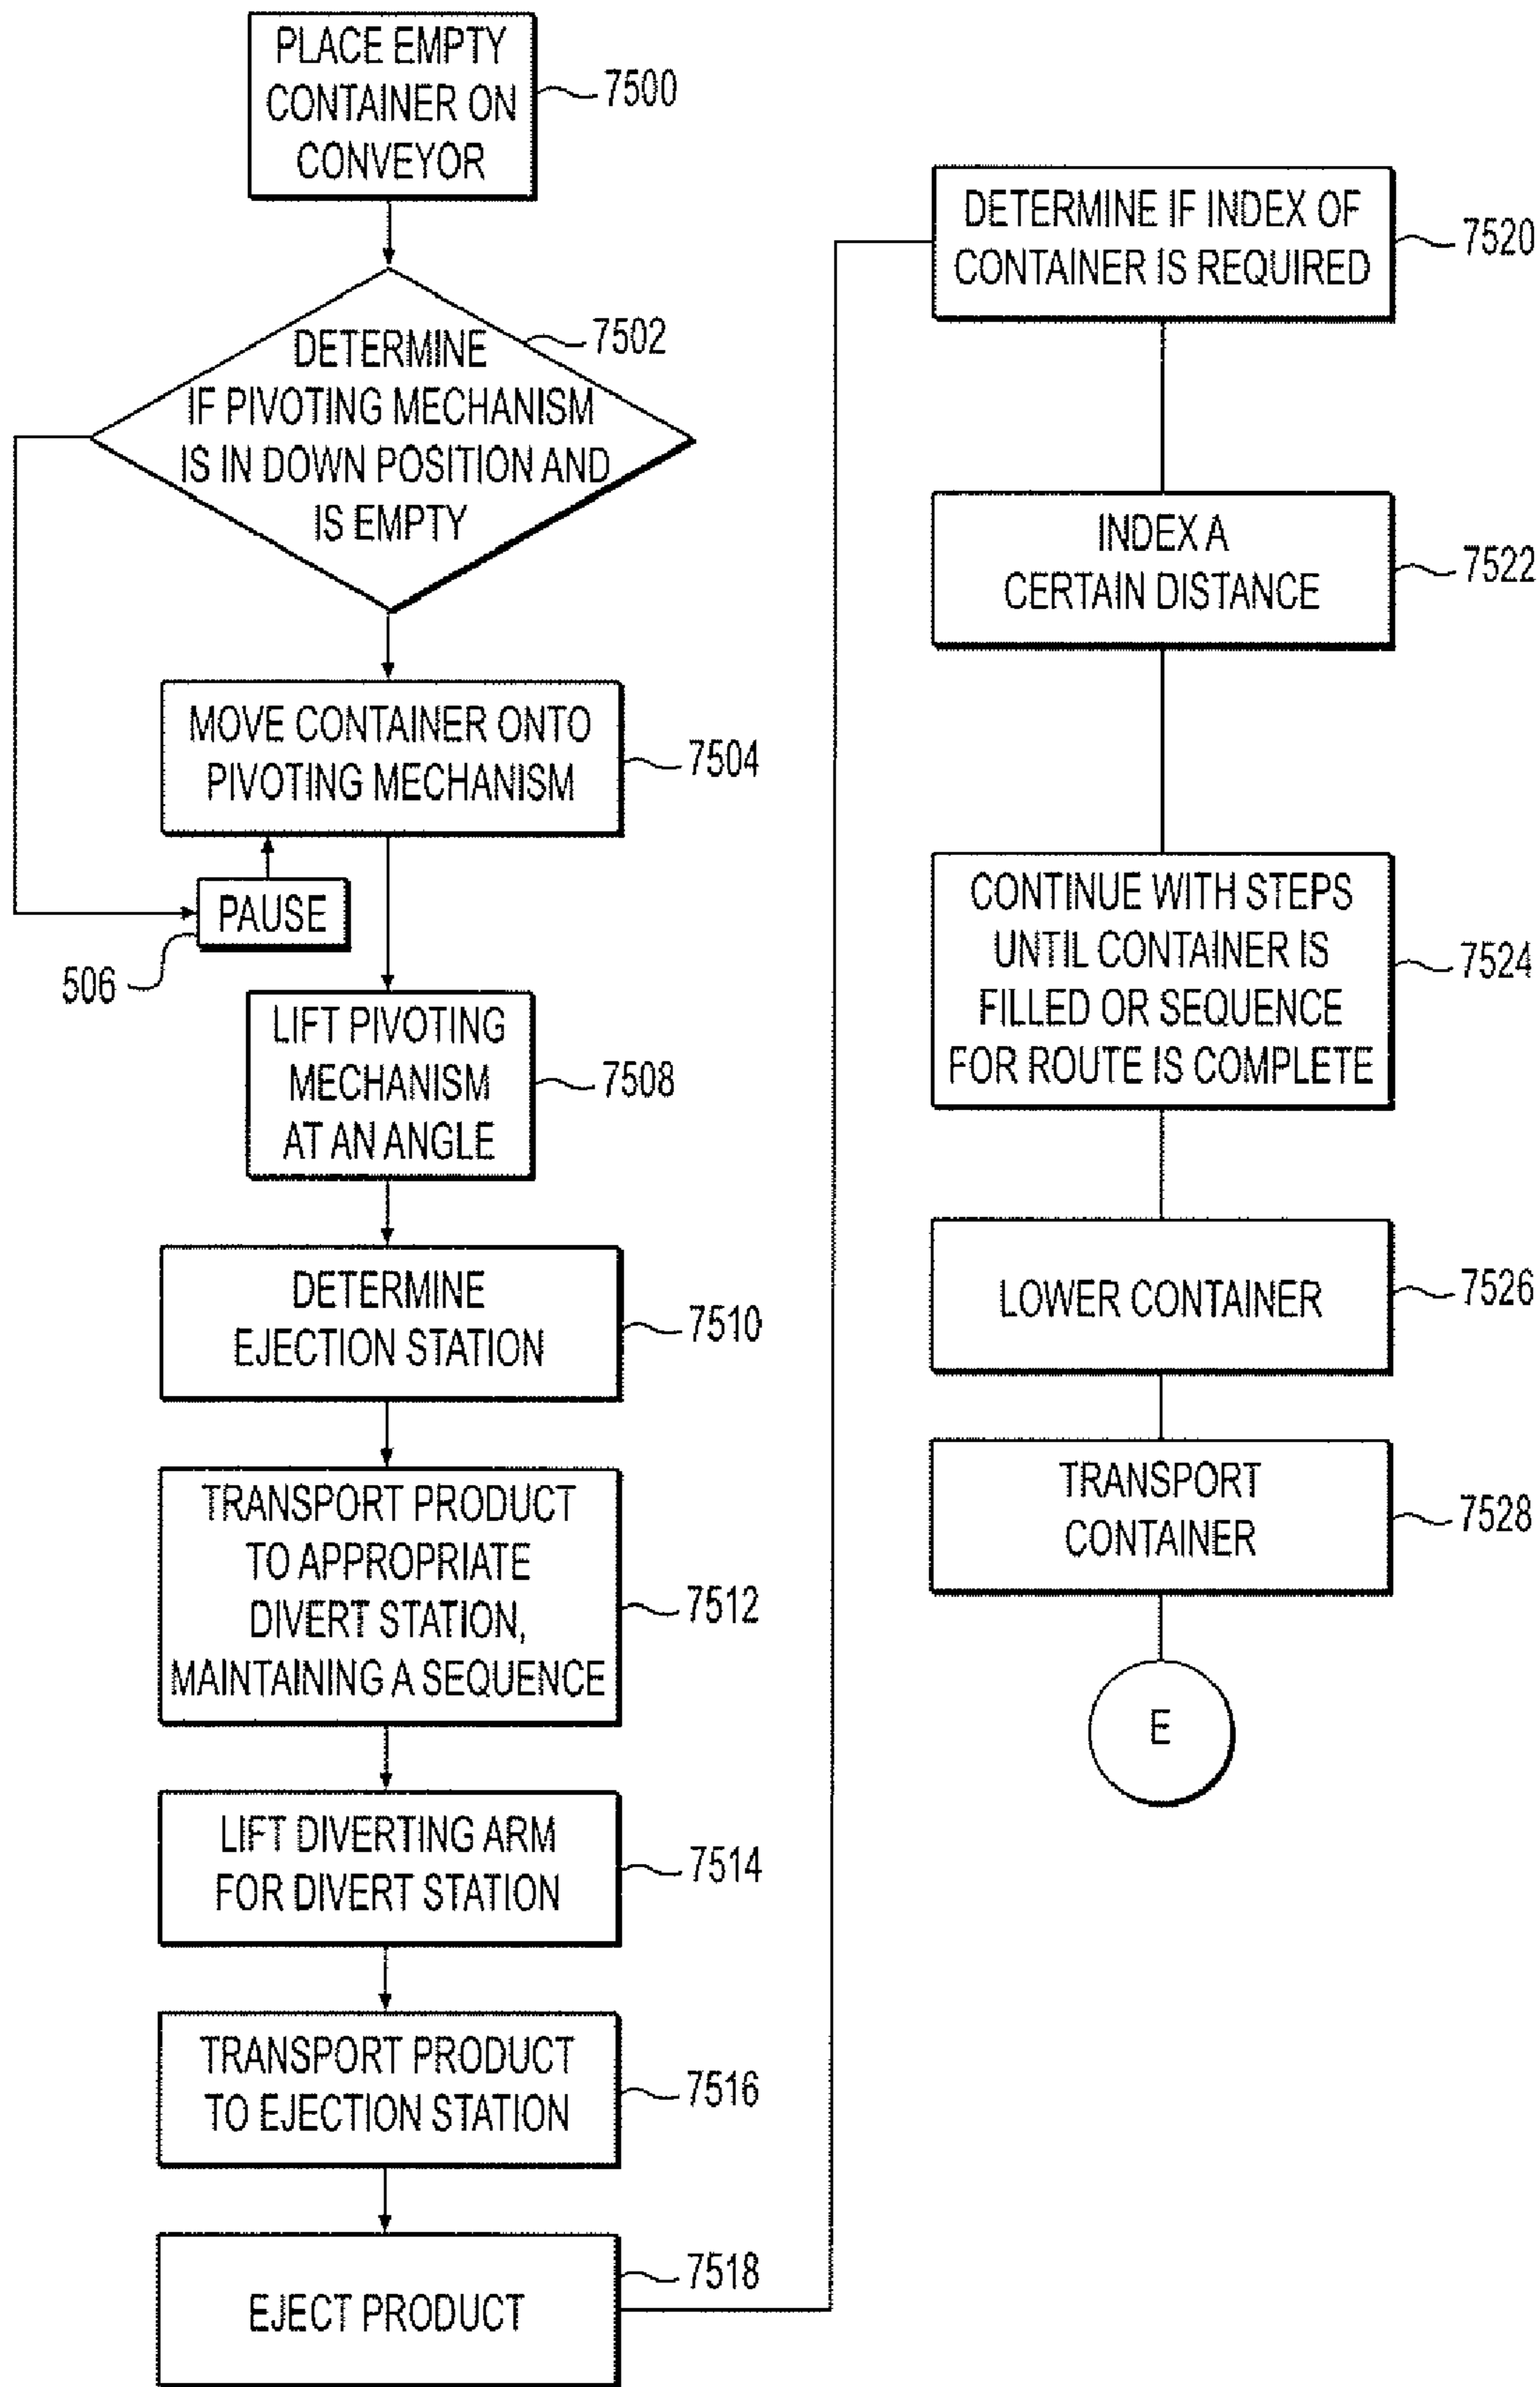 PLACE EMPTY
CONTAINER ON
CONVEYOR
7500
DETERMINE
IF PIVOTING MECHANISM
IS IN DOWN POSITION AND
IS EMPTY
7502
MOVE CONTAINER ONTO
PIVOTING MECHANISM
7504
PAUSE
506
LIFT PIVOTING
MECHANISM
AT AN ANGLE
7508
DETERMINE
EJECTION STATION
7510
TRANSPORT PRODUCT
TO APPROPRIATE
DIVERT STATION,
MAINTAINING A SEQUENCE
7512
LIFT DIVERTING ARM
FOR DIVERT STATION
7514
TRANSPORT PRODUCT
TO EJECTION STATION
7516
EJECT PRODUCT
7518
DETERMINE IF INDEX OF
CONTAINER IS REQUIRED
7520
INDEX A
CERTAIN DISTANCE
7522
CONTINUE WITH STEPS
UNTIL CONTAINER IS
FILLED OR SEQUENCE
FOR ROUTE IS COMPLETE
7524
LOWER CONTAINER
7526
TRANSPORT
CONTAINER
7528
E